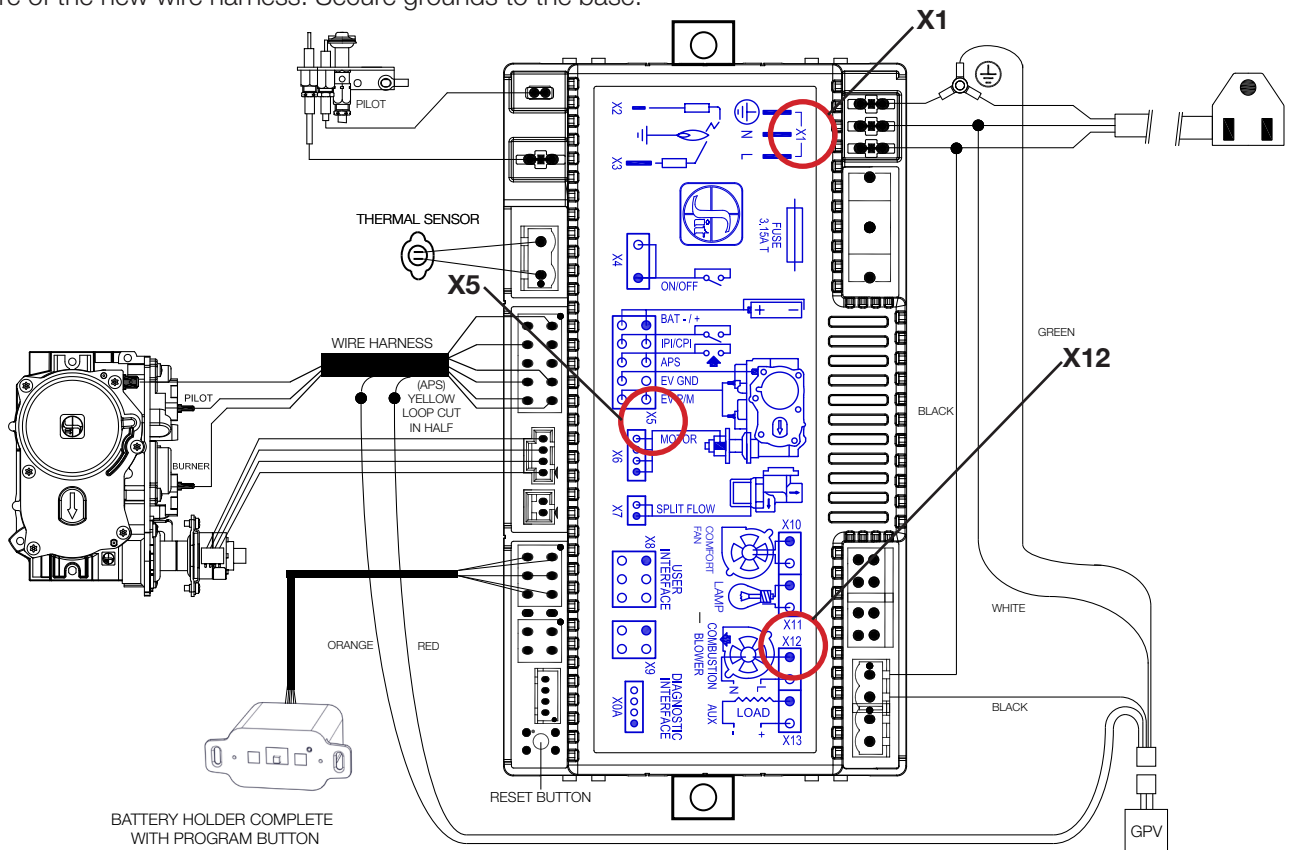 re of the new wire harness. Secure grounds to the base.
X1
PILOT
X2
X3
N
L
X1
FUSE
3.15A T
THERMAL SENSOR
X4
ON/OFF
X5
BAT - / +
IPI/CPI
APS
EV GND
EV P/M
X5
GREEN
X12
WIRE HARNESS
(APS)
YELLOW
LOOP CUT
IN HALF
PILOT
BURNER
BLACK
MOTOR
X6
X7
SPLIT FLOW
X10
COMFORT
FAN
X8
USER
INTERFACE
LAMP
X11
X12
COMBUSTION
BLOWER
N
L
WHITE
ORANGE
RED
X9
DIAGNOSTIC
INTERFACE
X0A
AUX
LOAD
-
+
X13
BLACK
RESET BUTTON
BATTERY HOLDER COMPLETE
WITH PROGRAM BUTTON
GPV